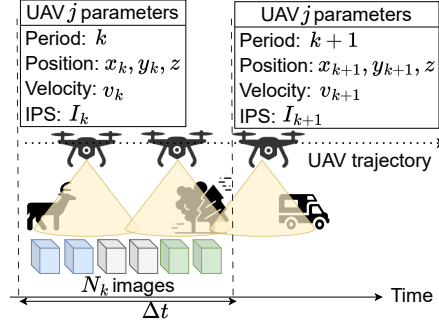 UAV j parameters
Period: k
Position: x_k, y_k, z
Velocity: v_k
IPS: I_k
UAV j parameters
Period: k + 1
Position: x_{k+1}, y_{k+1}, z
Velocity: v_{k+1}
IPS: I_{k+1}
UAV trajectory
N_k images
Time
Δt